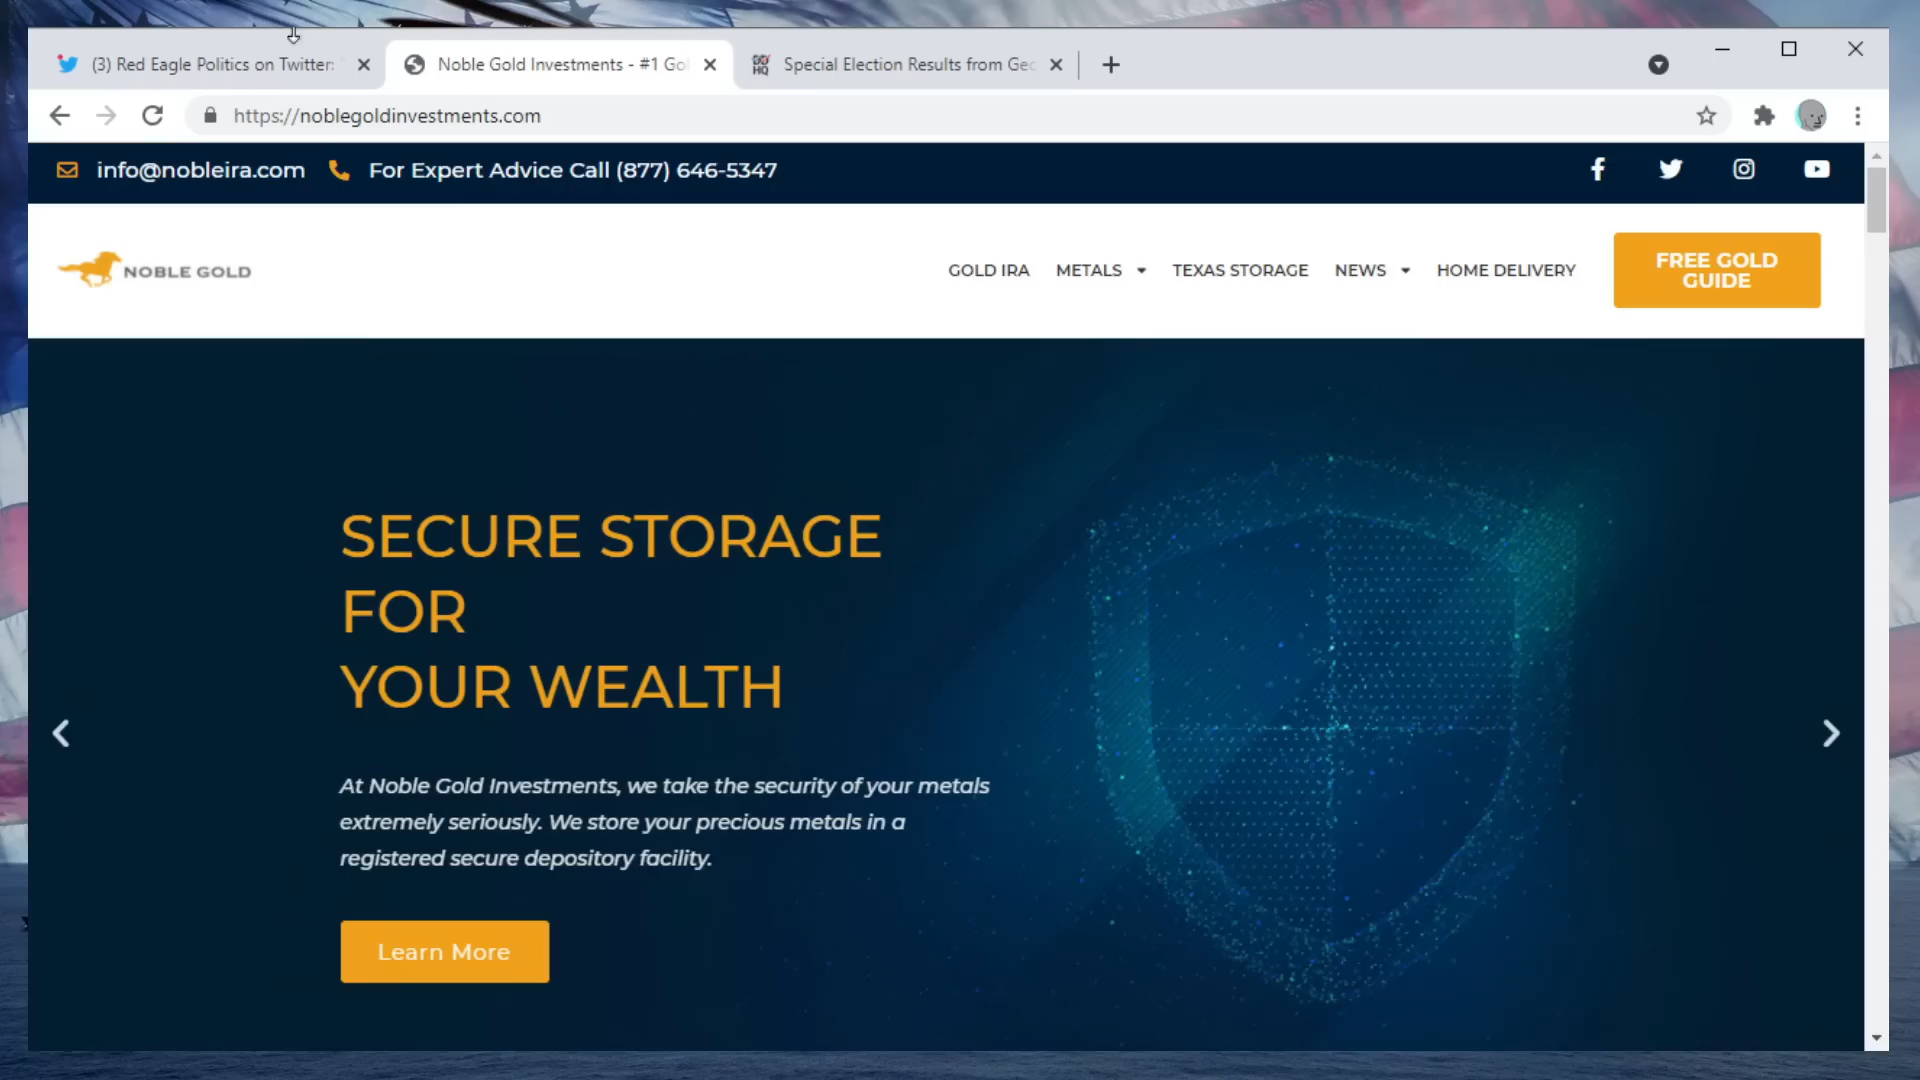 (3) Red Eagle Politics on Twitter:
Noble Gold Investments - #1 Gol
Special Election Results from Geo
https://noblegoldinvestments.com
info@nobleira.com For Expert Advice Call (877) 646-5347
NOBLE GOLD
GOLD IRA METALS TEXAS STORAGE NEWS HOME DELIVERY
FREE GOLD
GUIDE
SECURE STORAGE
FOR
YOUR WEALTH
At Noble Gold Investments, we take the security of your metals
extremely seriously. We store your precious metals in a
registered secure depository facility.
Learn More